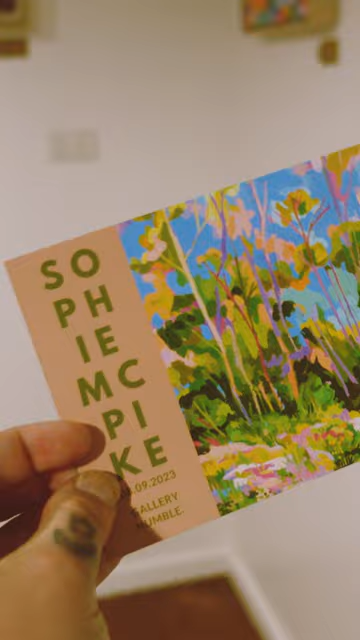 SO
PH
IE
MC
PI
KE
.09.2023
GALLERY
HUMBLE.